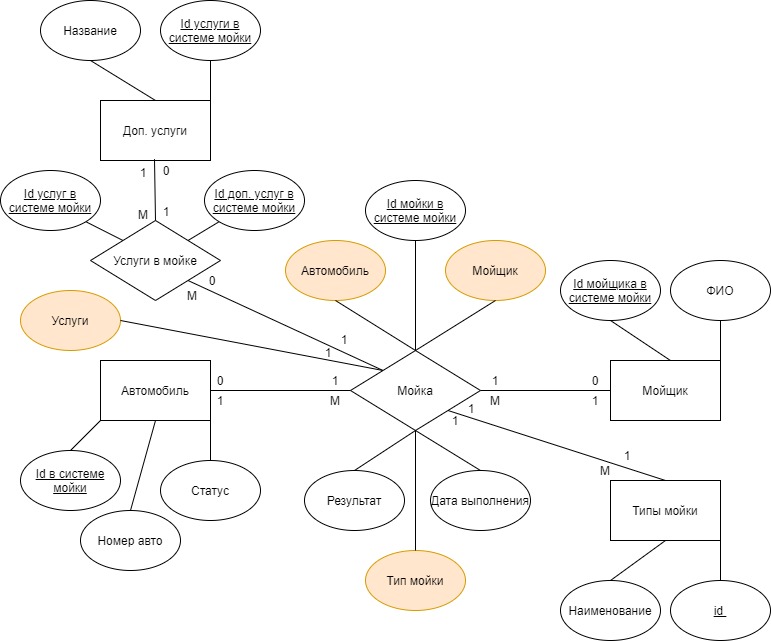 Название
Id услуги в
системе мойки
Доп. услуги
1
0
М
1
Id услуг в
системе мойки
Id доп. услуг в
системе мойки
Услуги в мойке
0
М
Id мойки в
системе мойки
Автомобиль
Мойщик
Услуги
1
1
Id мойщика в
системе мойки
ФИО
Автомобиль
0
1
1
М
Мойка
1
М
0
1
Мойщик
1
1
1
М
Id в системе
мойки
Статус
Номер авто
Результат
Дата выполнения
Тип мойки
Типы мойки
Наименование
id